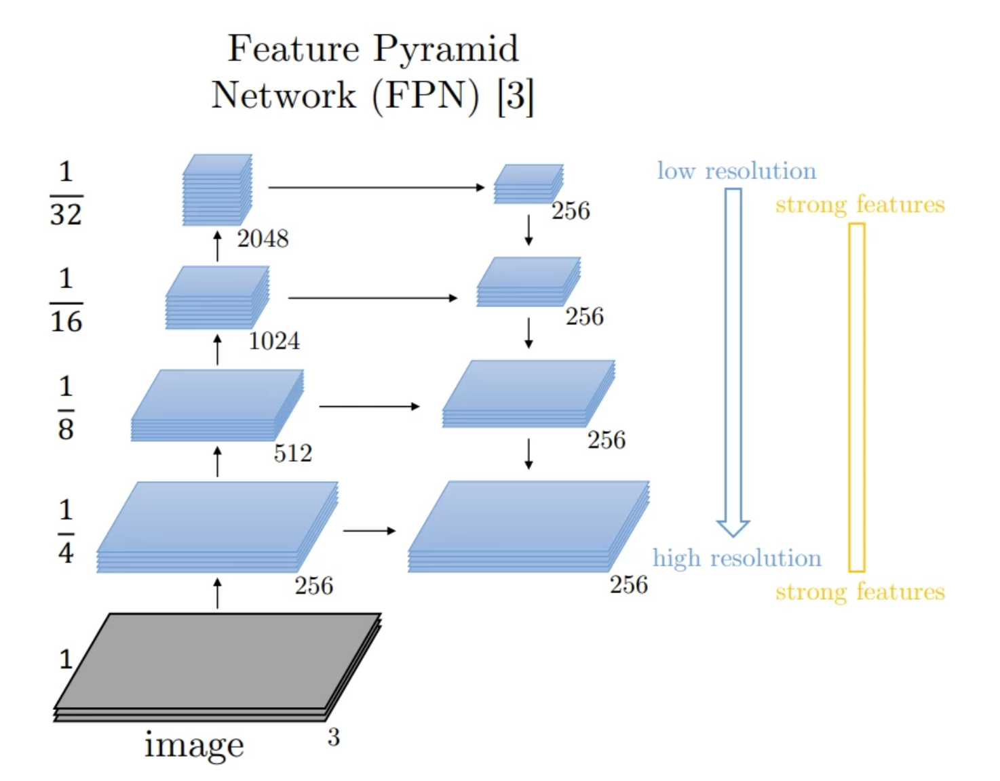 Feature Pyramid
Network (FPN) [3]
1
32
2048
256
low resolution
strong features
1
16
1024
256
1
8
512
256
1
4
256
256
high resolution
strong features
1
image
3